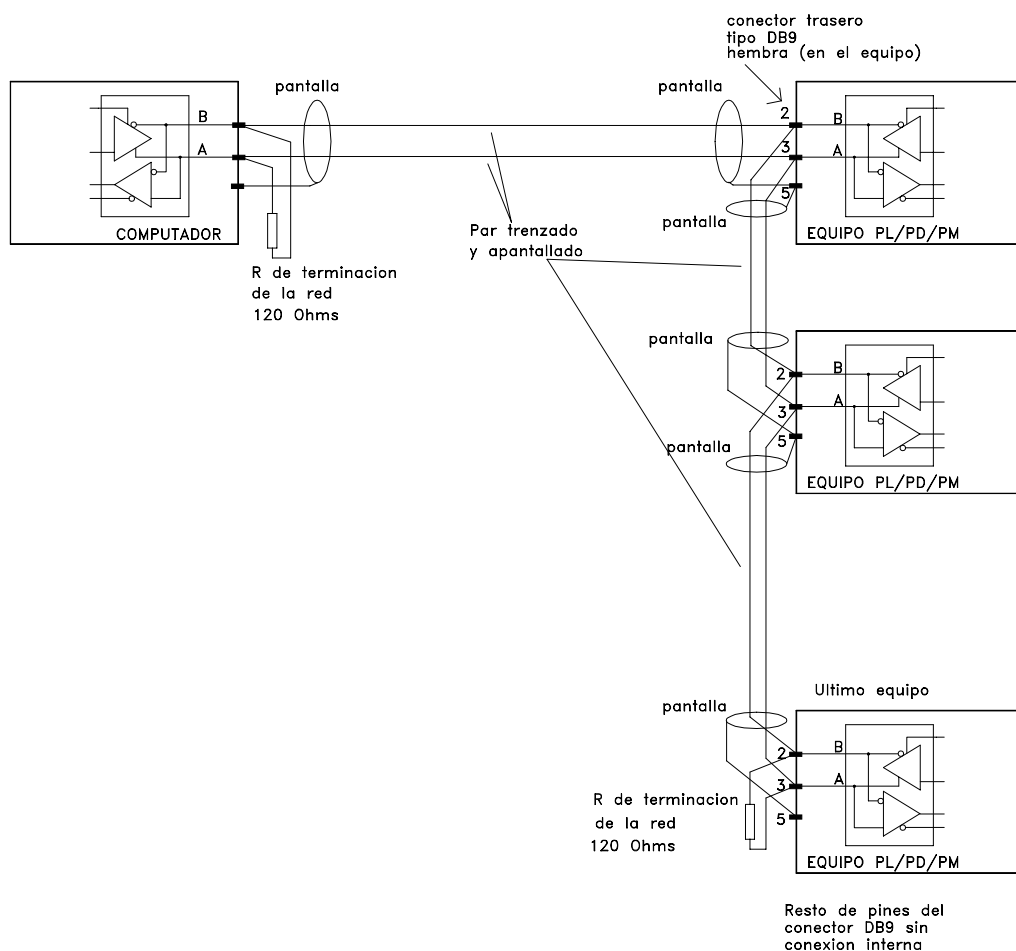 conector trasero
tipo DB9
hembra (en el equipo)
pantalla
pantalla
B
A
COMPUTADOR
2
3
5
B
A
EQUIPO PL/PD/PM
pantalla
Par trenzado
y apantallado
R de terminacion
de la red
120 Ohms
pantalla
2
3
5
B
A
EQUIPO PL/PD/PM
pantalla
Ultimo equipo
pantalla
2
3
5
B
A
EQUIPO PL/PD/PM
R de terminacion
de la red
120 Ohms
Resto de pines del
conector DB9 sin
conexion interna